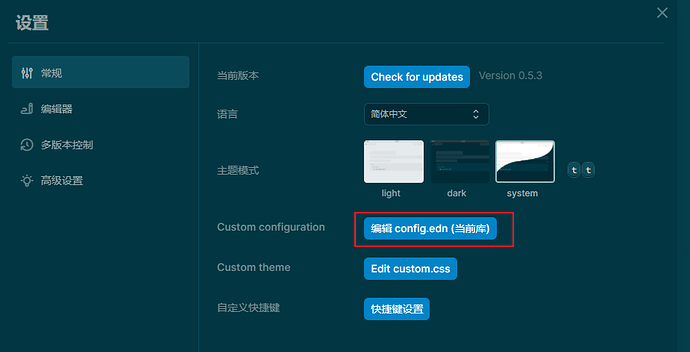 设置
常规
编辑器
多版本控制
高级设置
当前版本 Check for updates Version 0.5.3
语言 简体中文
主题模式
light dark system
t t
Custom configuration 编辑 config.edn (当前库)
Custom theme Edit custom.css
自定义快捷键 快捷键设置